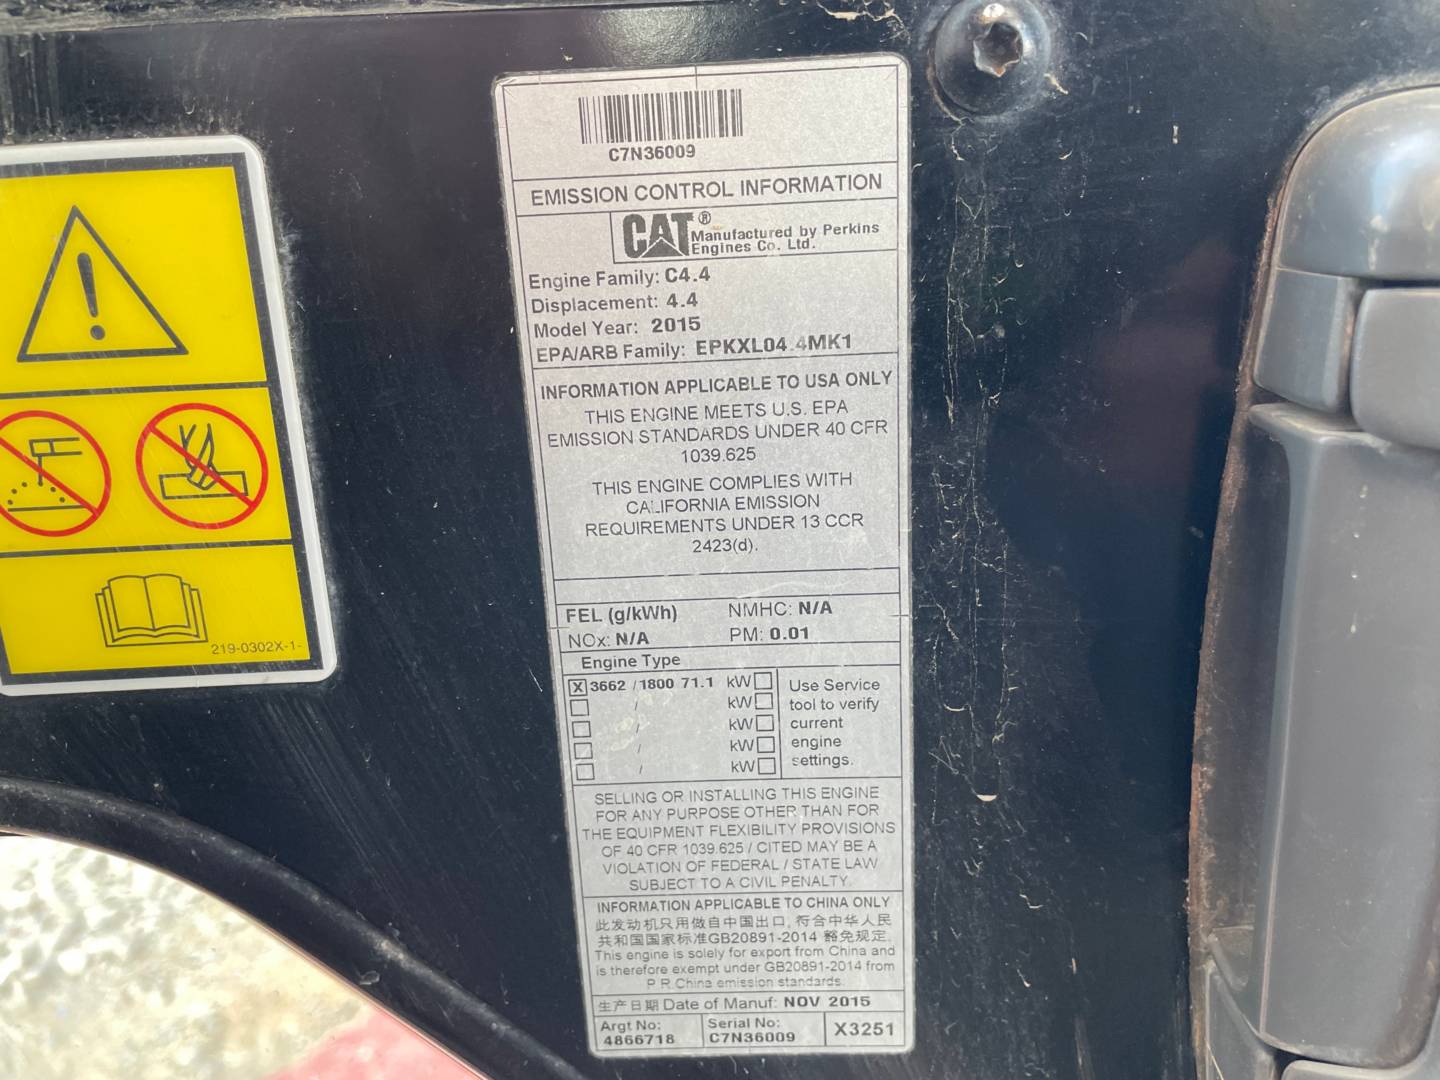 219-0302X-1-
C7N36009
EMISSION CONTROL INFORMATION
CAT® Manufactured by Perkins
Engines Co. Ltd.
Engine Family: C4.4
Displacement: 4.4
Model Year: 2015
EPA/ARB Family: EPKXL04.4MK1
INFORMATION APPLICABLE TO USA ONLY
THIS ENGINE MEETS U.S. EPA
EMISSION STANDARDS UNDER 40 CFR
1039.625
THIS ENGINE COMPLIES WITH
CALIFORNIA EMISSION
REQUIREMENTS UNDER 13 CCR
2423(d).
FEL (g/kWh) NMHC: N/A
NOx: N/A PM: 0.01
Engine Type
X 3662 / 1800 71.1 kW
/ kW
/ kW
/ kW
/ kW
Use Service
tool to verify
current
engine
settings.
SELLING OR INSTALLING THIS ENGINE
FOR ANY PURPOSE OTHER THAN FOR
THE EQUIPMENT FLEXIBILITY PROVISIONS
OF 40 CFR 1039.625 / CITED MAY BE A
VIOLATION OF FEDERAL / STATE LAW
SUBJECT TO A CIVIL PENALTY.
INFORMATION APPLICABLE TO CHINA ONLY
此发动机只用做自中国出口, 符合中华人民
共和国国家标准GB20891-2014 豁免规定.
This engine is solely for export from China and
is therefore exempt under GB20891-2014 from
P.R.China emission standards.
生产日期 Date of Manuf: NOV 2015
Argt No:
4866718
Serial No:
C7N36009
X3251